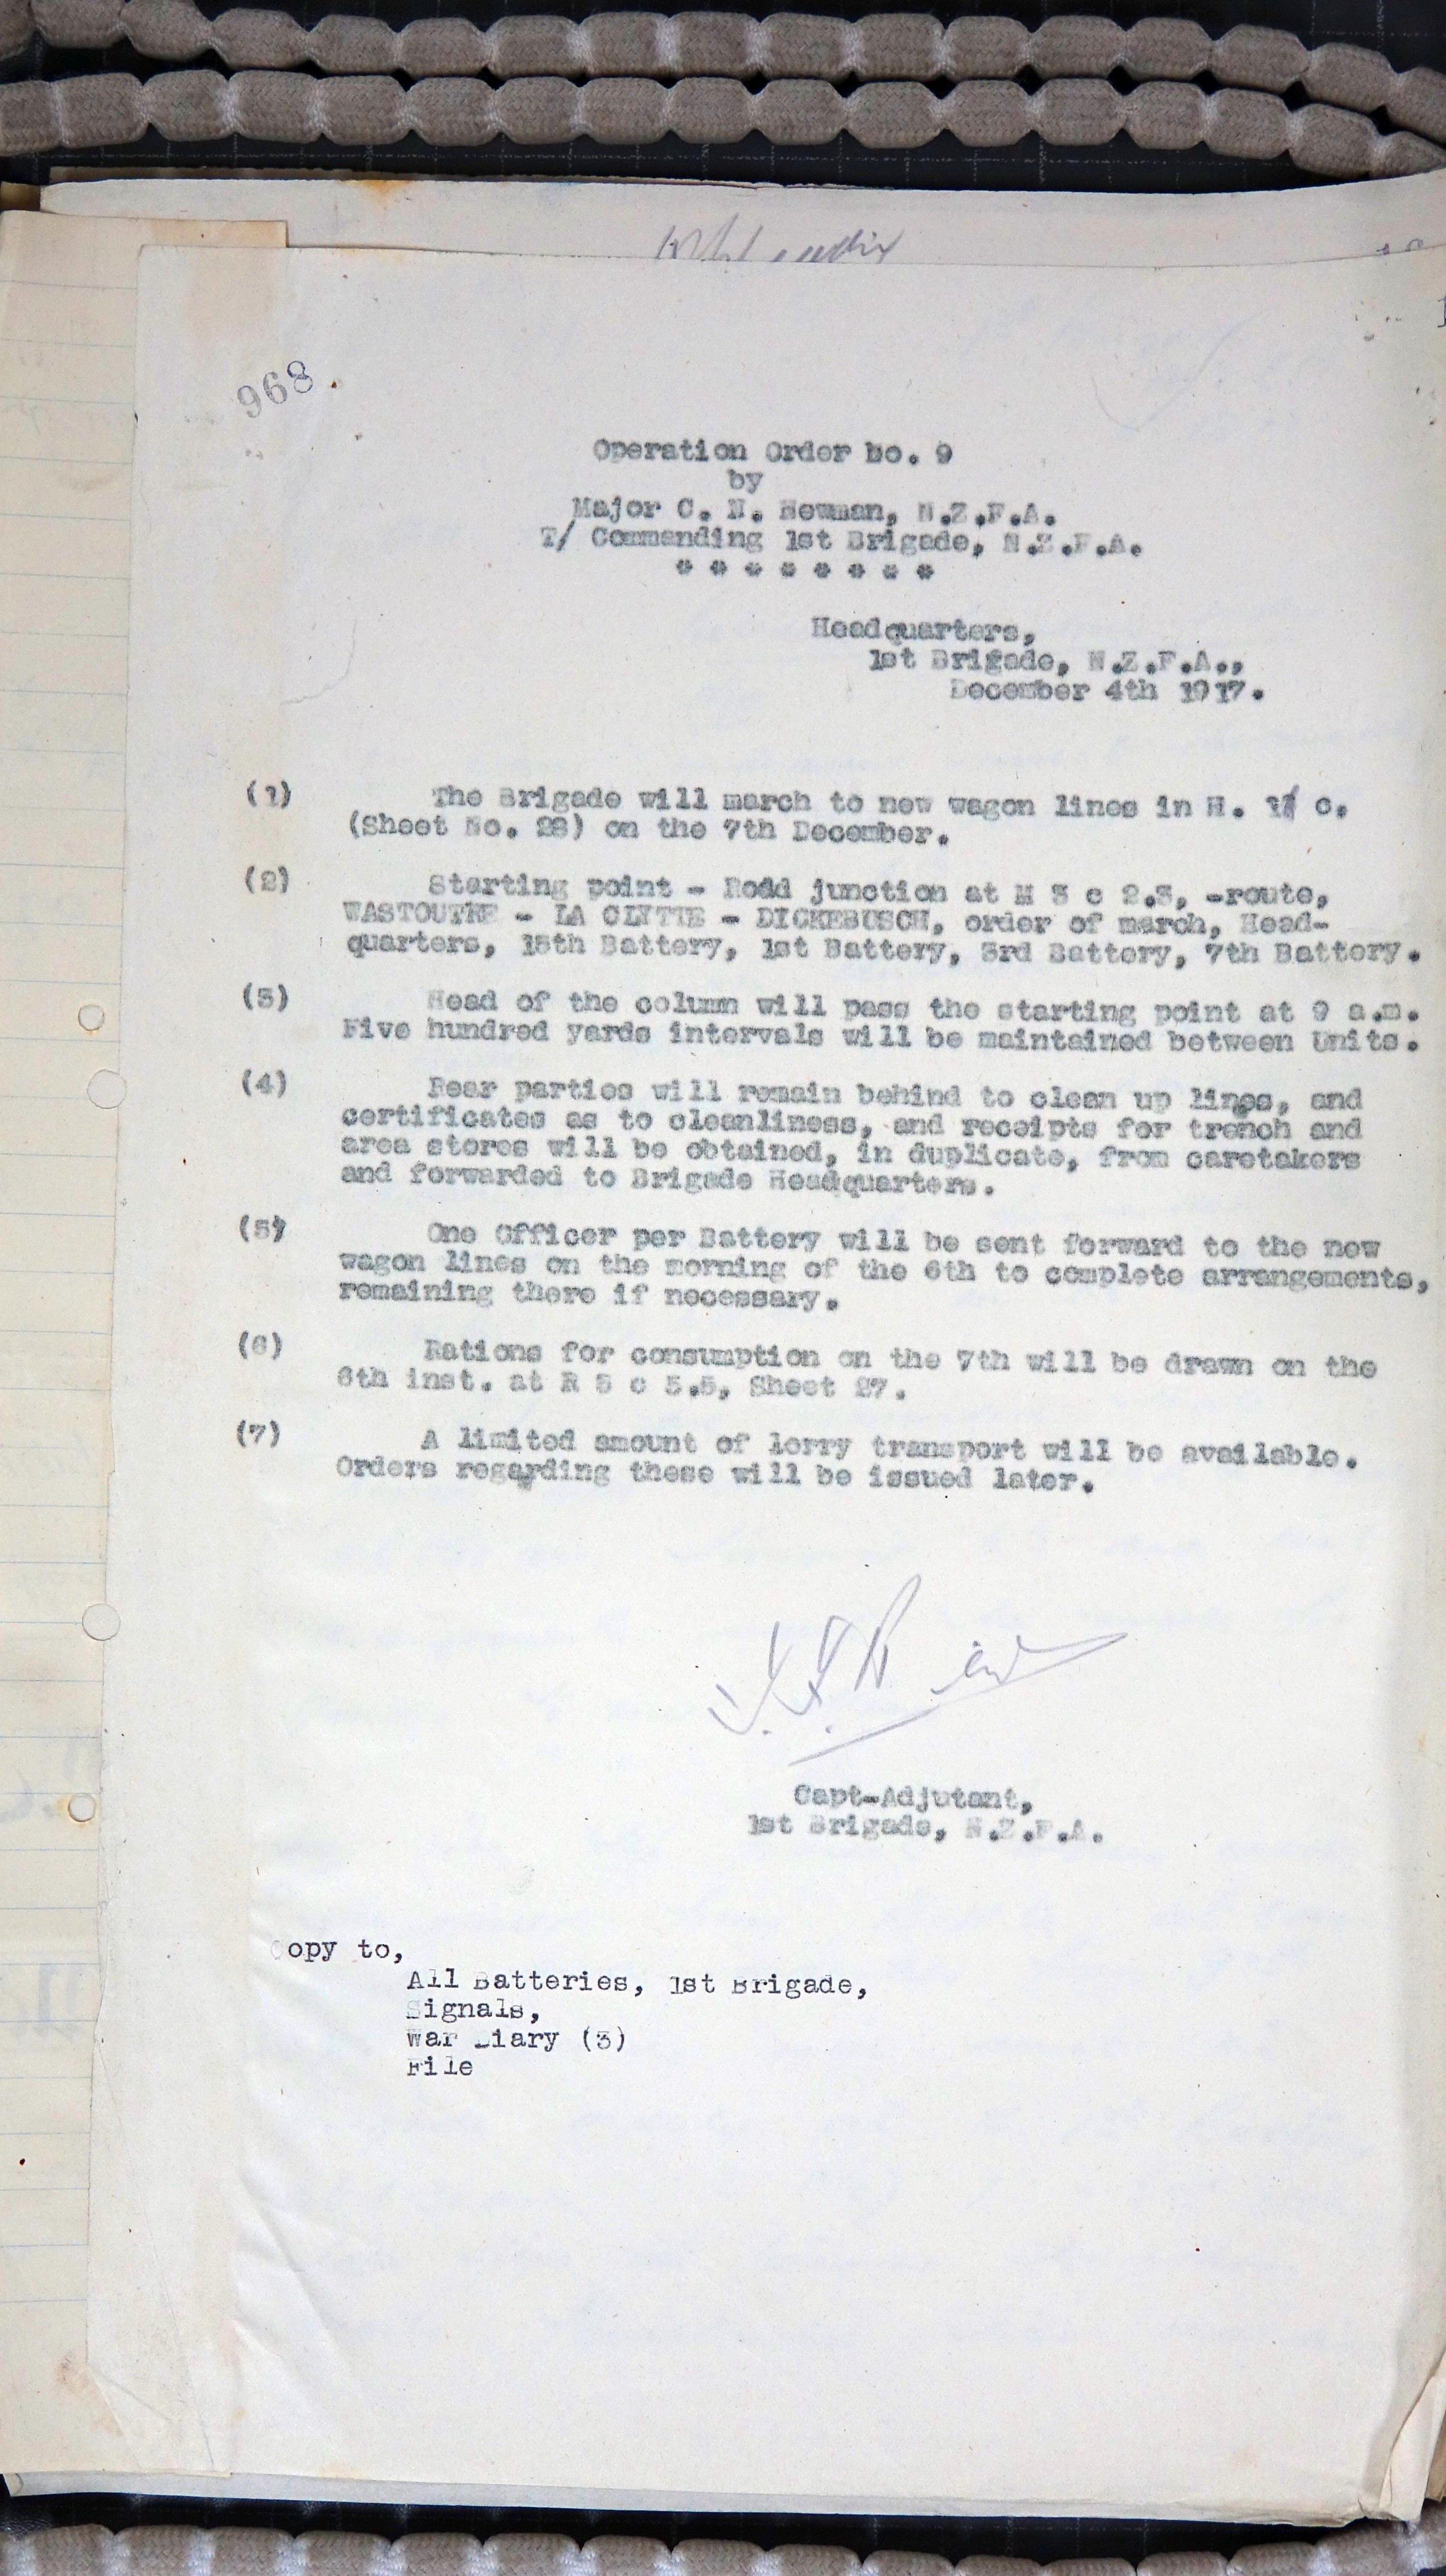 968.
Operation Order No. 9
by
Major C. N. Newman, N.Z.F.A.
T/ Commanding 1st Brigade, N.Z.F.A.
* * * * * * * *
Headquarters,
1st Brigade, N.Z.F.A.,
December 4th 1917.
(1) The Brigade will march to new wagon lines in H. c.
(Sheet No. 28) on the 7th December.
(2) Starting point - Road junction at M 3 c 2.3, -route,
WASTOUTRE - LA CLYTTE - DICKEBUSCH, order of march, Head-
quarters, 15th Battery, 1st Battery, 3rd Battery, 7th Battery.
(3) Head of the column will pass the starting point at 9 a.m.
Five hundred yards intervals will be maintained between Units.
(4) Rear parties will remain behind to clean up lines, and
certificates as to cleanliness, and receipts for trench and
area stores will be obtained, in duplicate, from caretakers
and forwarded to Brigade Headquarters.
(5) One Officer per Battery will be sent forward to the new
wagon lines on the morning of the 6th to complete arrangements,
remaining there if necessary.
(6) Rations for consumption on the 7th will be drawn on the
6th inst. at R 5 c 5.5, Sheet 27.
(7) A limited amount of lorry transport will be available.
Orders regarding these will be issued later.
Capt-Adjutant,
1st Brigade, N.Z.F.A.
Copy to,
All Batteries, 1st Brigade,
Signals,
War Diary (3)
File